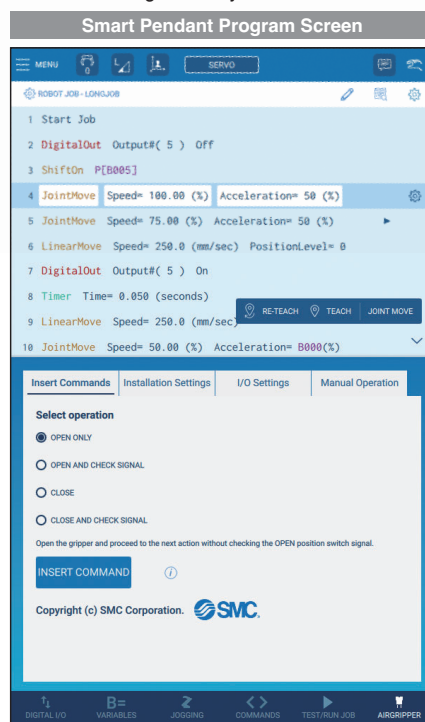 Smart Pendant Program Screen
MENU
0
SERVO
ROBOT JOB - LONGJOB
1 Start Job
2 DigitalOut Output#( 5 ) Off
3 ShiftOn P[B005]
4 JointMove Speed= 100.00 (%) Acceleration= 50 (%)
5 JointMove Speed= 75.00 (%) Acceleration= 50 (%)
6 LinearMove Speed= 250.0 (mm/sec) PositionLevel= 0
7 DigitalOut Output#( 5 ) On
8 Timer Time= 0.050 (seconds)
9 LinearMove Speed= 250.0 (mm/sec)
RE-TEACH TEACH JOINT MOVE
10 JointMove Speed= 50.00 (%) Acceleration= B000(%)
Insert Commands Installation Settings I/O Settings Manual Operation
Select operation
OPEN ONLY
OPEN AND CHECK SIGNAL
CLOSE
CLOSE AND CHECK SIGNAL
Open the gripper and proceed to the next action without checking the OPEN position switch signal.
INSERT COMMAND i
Copyright (c) SMC Corporation. SMC.
DIGITAL I/O VARIABLES JOGGING COMMANDS TEST/RUN JOB AIRGRIPPER